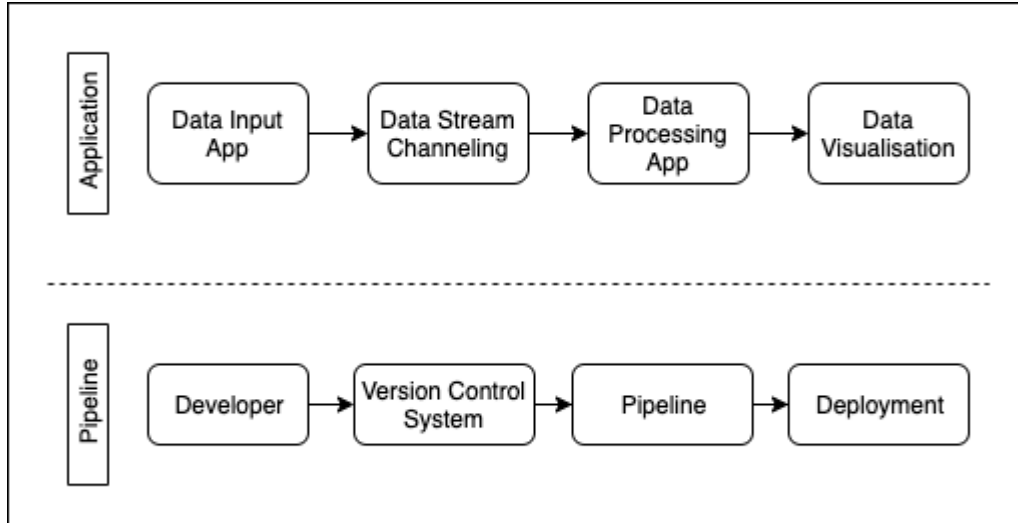 Application
Data Input
App
Data Stream
Channeling
Data
Processing
App
Data
Visualisation
Pipeline
Developer
Version Control
System
Pipeline
Deployment